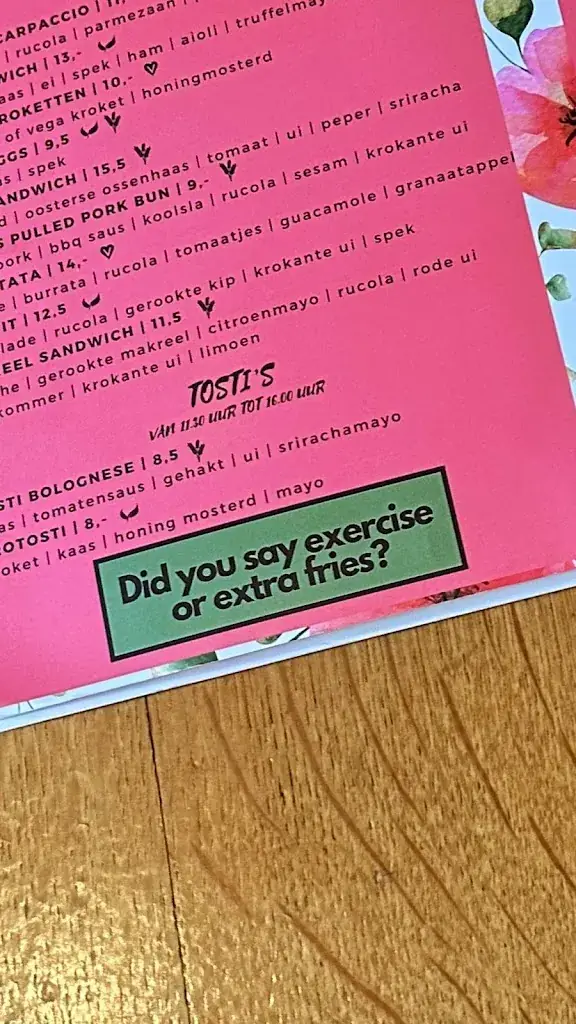 CARPACCIO |
| rucola | parmezaan |
WICH | 13,-
aas | ei | spek | ham | aioli | truffelmay
ROKETTEN | 10,-
of vega kroket | honingmosterd
GGS | 9,5
s | spek
ANDWICH | 15,5
d | oosterse ossenhaas | tomaat | ui | peper | sriracha
S PULLED PORK BUN | 9,-
pork | bbq saus | koolsla | rucola | sesam | krokante ui
TATA | 14,-
e | burrata | rucola | tomaatjes | guacamole | granaatappel
IT | 12,5
lade | rucola | gerookte kip | krokante ui | spek
EEL SANDWICH | 11,5
he | gerookte makreel | citroenmayo | rucola | rode ui
kommer | krokante ui | limoen
TOSTI'S
VAN 11.30 UUR TOT 16.00 UUR
STI BOLOGNESE | 8,5
as | tomatensaus | gehakt | ui | srirachamayo
OTOSTI | 8,-
oket | kaas | honing mosterd | mayo
Did you say exercise
or extra fries?